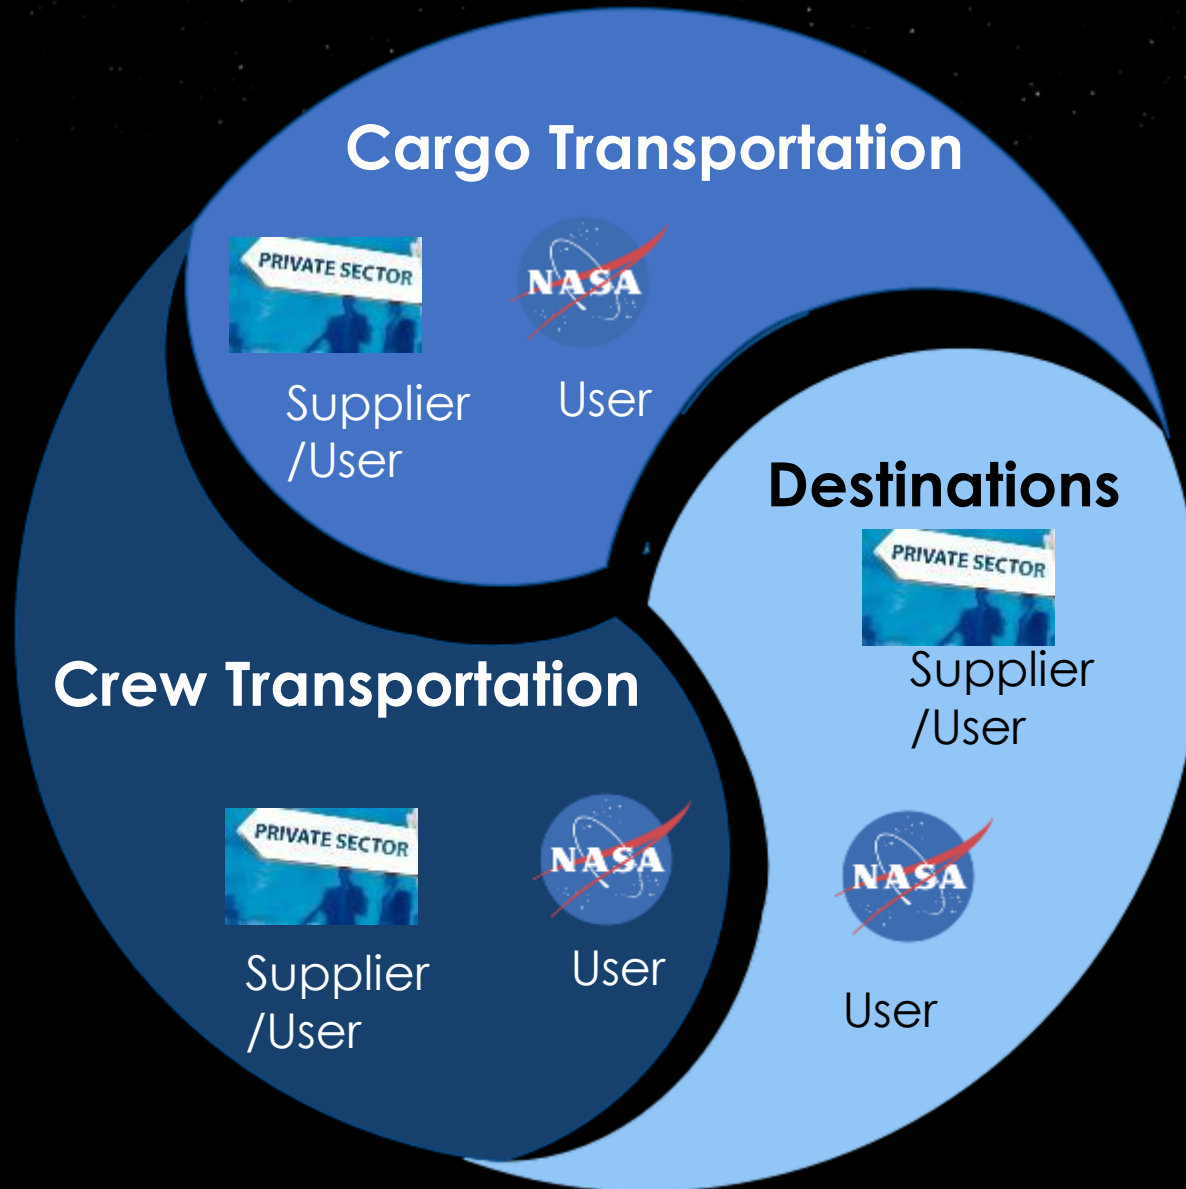 Cargo Transportation
PRIVATE SECTOR
NASA
Supplier
/User
User
Destinations
PRIVATE SECTOR
Supplier
/User
NASA
User
Crew Transportation
PRIVATE SECTOR
NASA
Supplier
/User
User